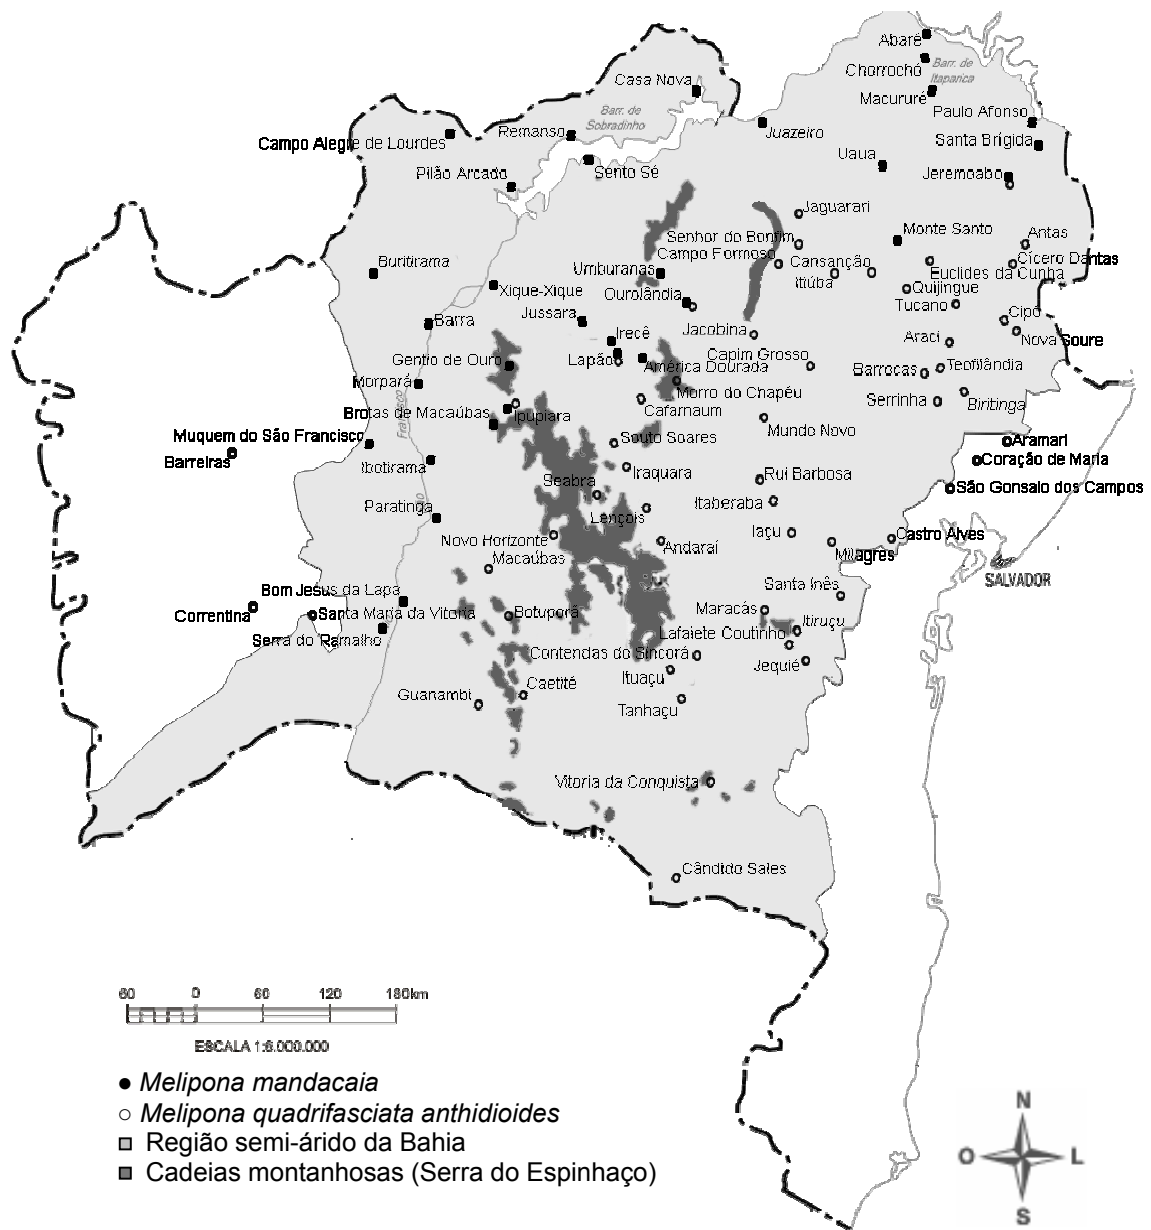 Abaré
Chorrochó
Barr. de
Itaparica
Casa Nova
Macururé
Barr. de
Sobradinho
Paulo Afonso
Remanso
Juazeiro
Campo Alegre de Lourdes
Santa Brígida
Uaua
Pilão Arcado
Sento Sé
Jeremoabo
Jaguarari
Monte Santo
Senhor do Bonfim
Antas
Campo Formoso
Cansanção
Cícero Dantas
Buritirama
Umburanas
Euclides da Cunha
Itiúba
Xique-Xique
Ourolândia
Quijingue
Tucano
Jussara
Cipó
Barra
Irecê
Jacobina
Araci
Nova Soure
Gentio de Ouro
Lapão
Capim Grosso
América Dourada
Teofilândia
Barrocas
Morpará
Morro do Chapéu
Serrinha
Biritinga
Brotas de Macaúbas
Ipupiara
Cafarnaum
Mundo Novo
Francisco
Muquem do São Francisco
Souto Soares
Aramari
Barreiras
Coração de Maria
Ibotirama
Iraquara
Rui Barbosa
Seabra
São Gonsalo dos Campos
Paratinga
São
Lençois
Itaberaba
Iaçu
Castro Alves
Novo Horizonte
Andaraí
Milagres
Macaúbas
SALVADOR
Santa Inês
Bom Jesus da Lapa
Correntina
Santa Maria da Vitoria
Botuporá
Maracás
Itiruçu
Serra do Ramalho
Lafaiete Coutinho
Contendas do Sincorá
Jequié
Ituaçu
Guanambi
Caetité
Tanhaçu
Vitoria da Conquista
Cândido Sales
60 0 60 120 180km
ESCALA 1:6.000.000
● Melipona mandacaia
○ Melipona quadrifasciata anthidioides
Região semi-árido da Bahia
Cadeias montanhosas (Serra do Espinhaço)
N
O
L
S